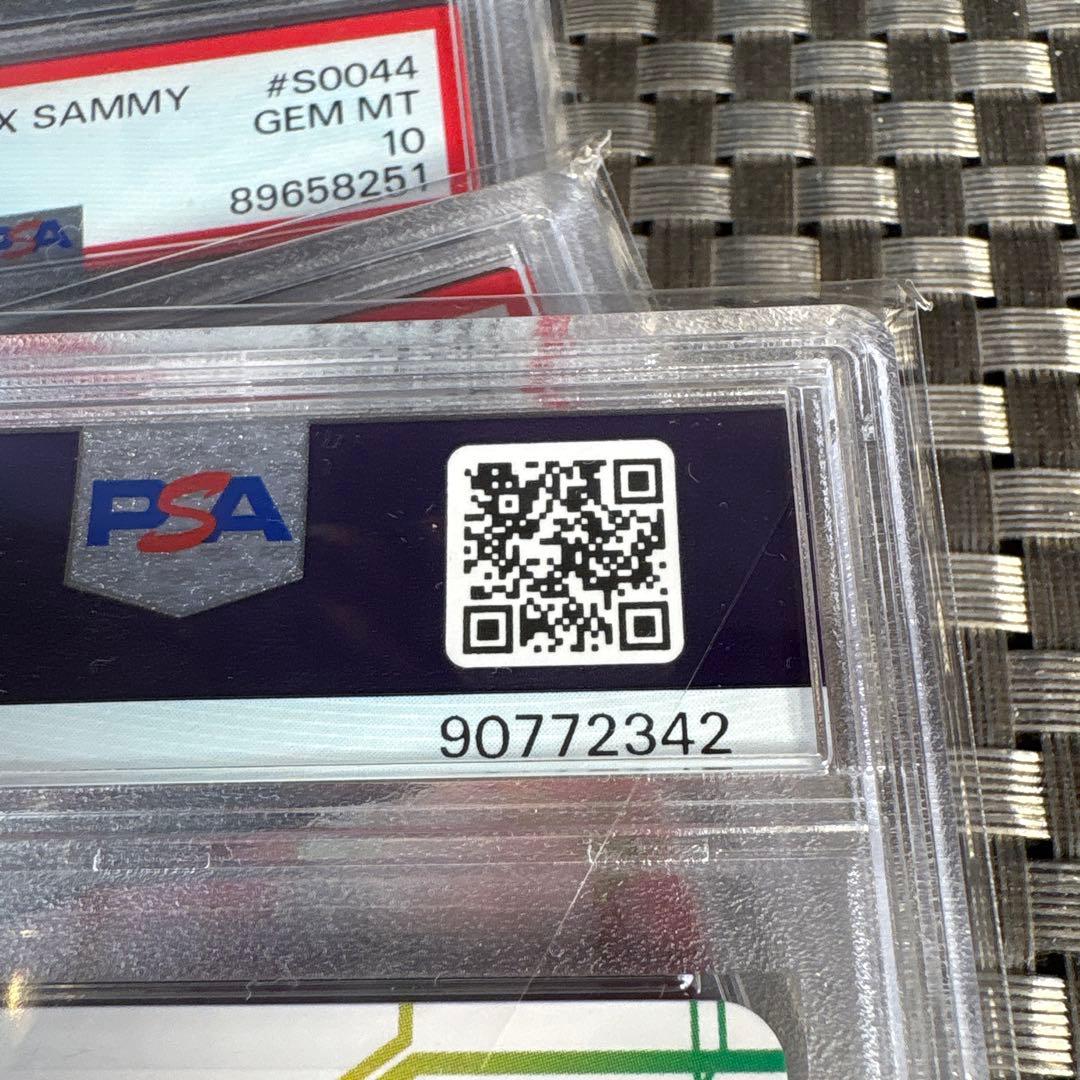 X SAMMY #S0044
GEM MT
10
89658251
PSA
PSA
90772342